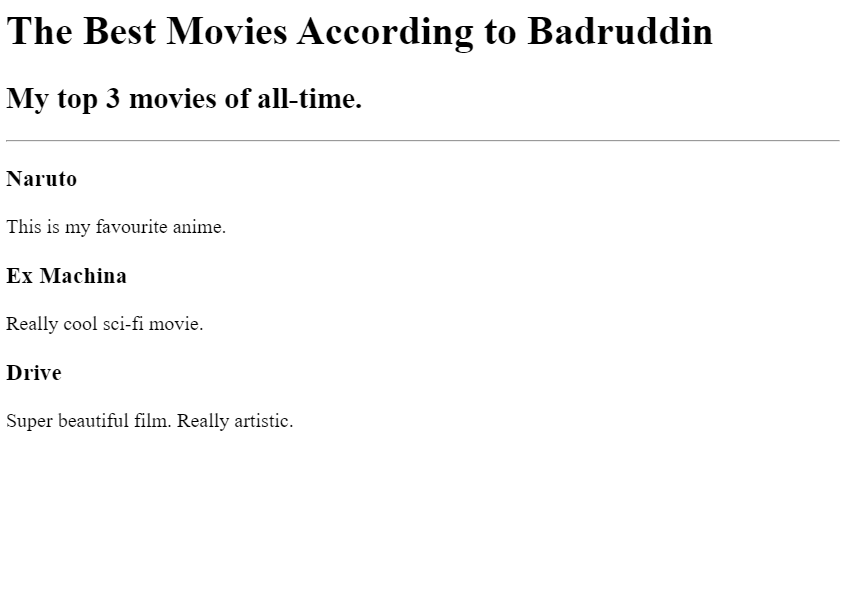 The Best Movies According to Badruddin
My top 3 movies of all-time.
Naruto
This is my favourite anime.
Ex Machina
Really cool sci-fi movie.
Drive
Super beautiful film. Really artistic.